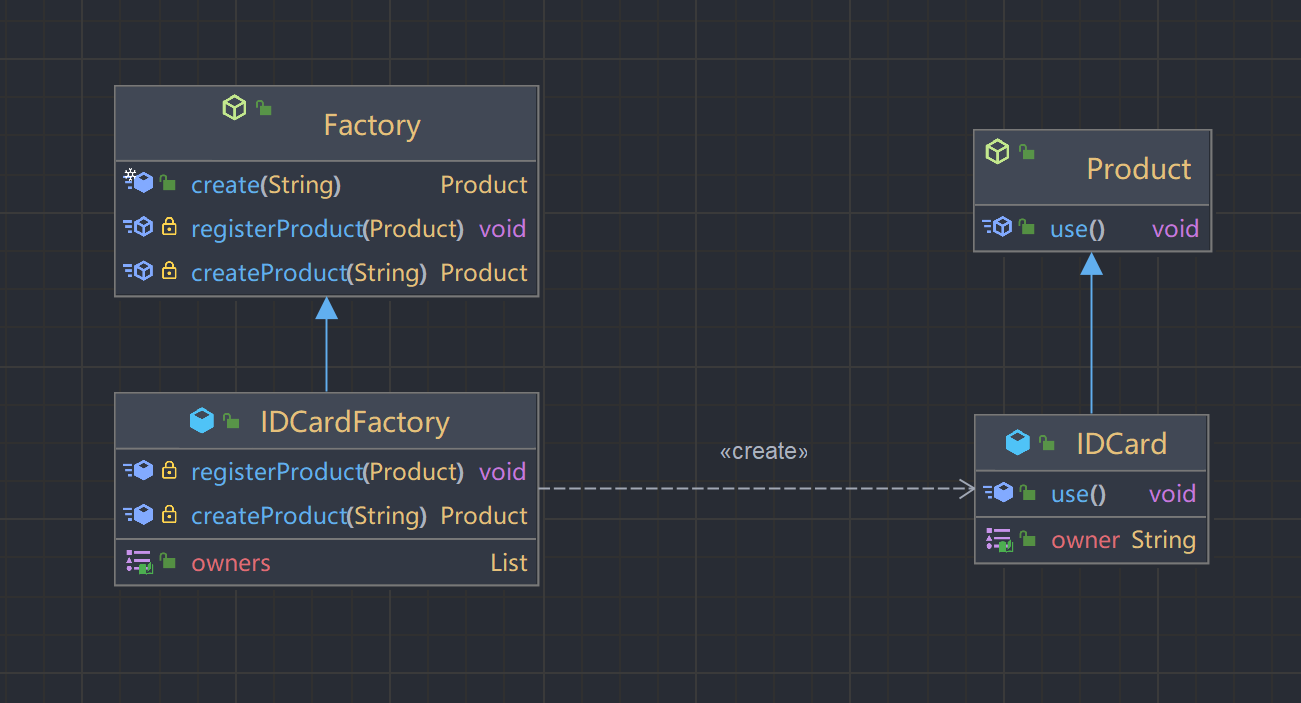 Factory
create(String) Product
registerProduct(Product) void
createProduct(String) Product
Product
use() void
IDCardFactory
registerProduct(Product) void
createProduct(String) Product
owners List
«create»
IDCard
use() void
owner String